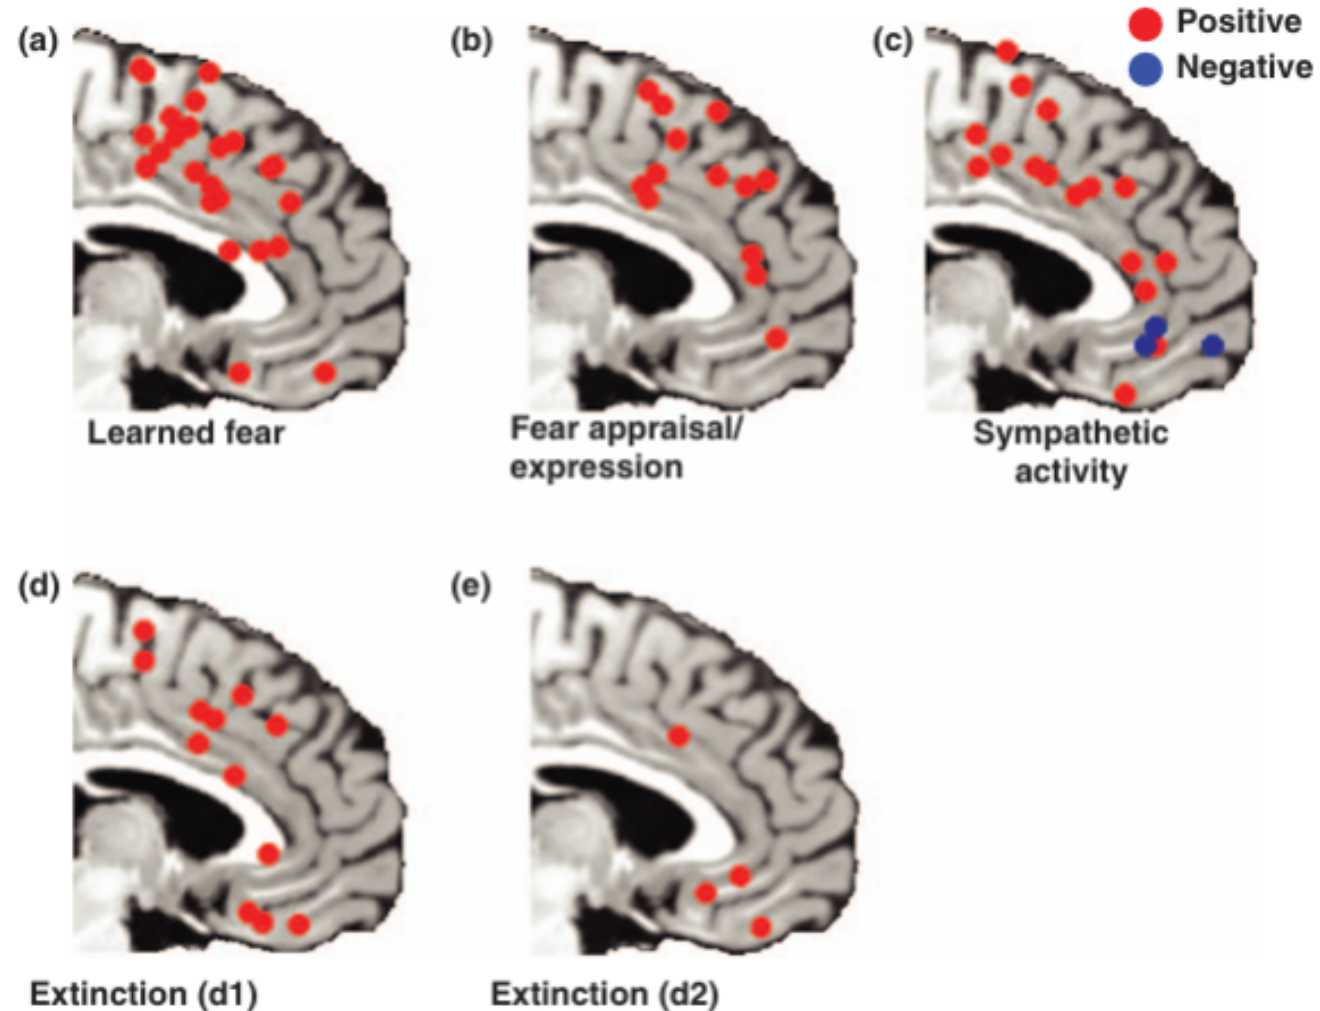 (a)
(b)
(c)
Positive
Negative
Learned fear
Fear appraisal/
expression
Sympathetic
activity
(d)
(e)
Extinction (d1)
Extinction (d2)